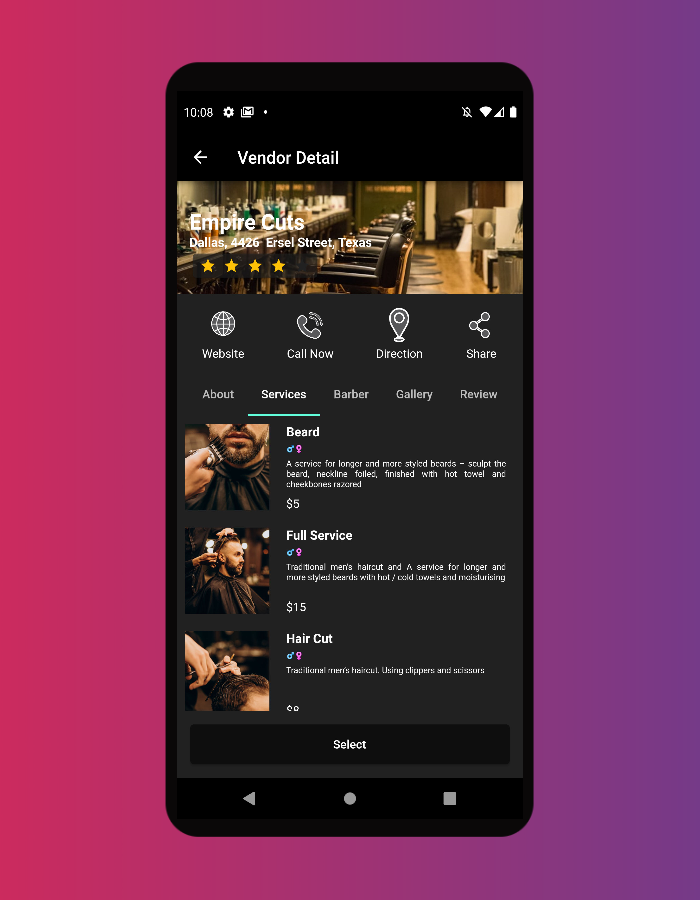 10:08
Vendor Detail
Empire Cuts
Dallas, 4426 Ersel Street, Texas
Website Call Now Direction Share
About Services Barber Gallery Review
Beard
A service for longer and more styled beards – sculpt the
beard, neckline foiled, finished with hot towel and
cheekbones razored
$5
Full Service
Traditional men's haircut and A service for longer and
more styled beards with hot / cold towels and moisturising
$15
Hair Cut
Traditional men's haircut. Using clippers and scissors
Select